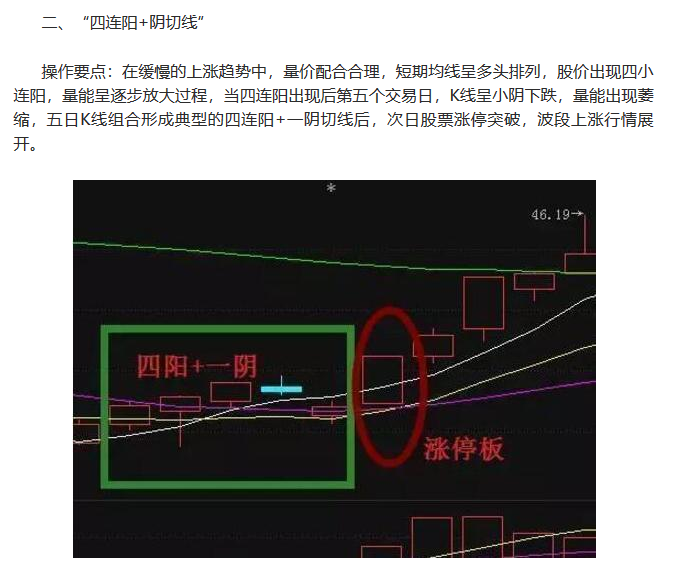 二、“四连阳+阴切线”
操作要点：在缓慢的上涨趋势中，量价配合合理，短期均线呈多头排列，股价出现四小
连阳，量能呈逐步放大过程，当四连阳出现后第五个交易日，K线呈小阴下跌，量能出现萎
缩，五日K线组合形成典型的四连阳+一阴切线后，次日股票涨停突破，波段上涨行情展
开。
*
46.19→
四阳+一阴
涨停板